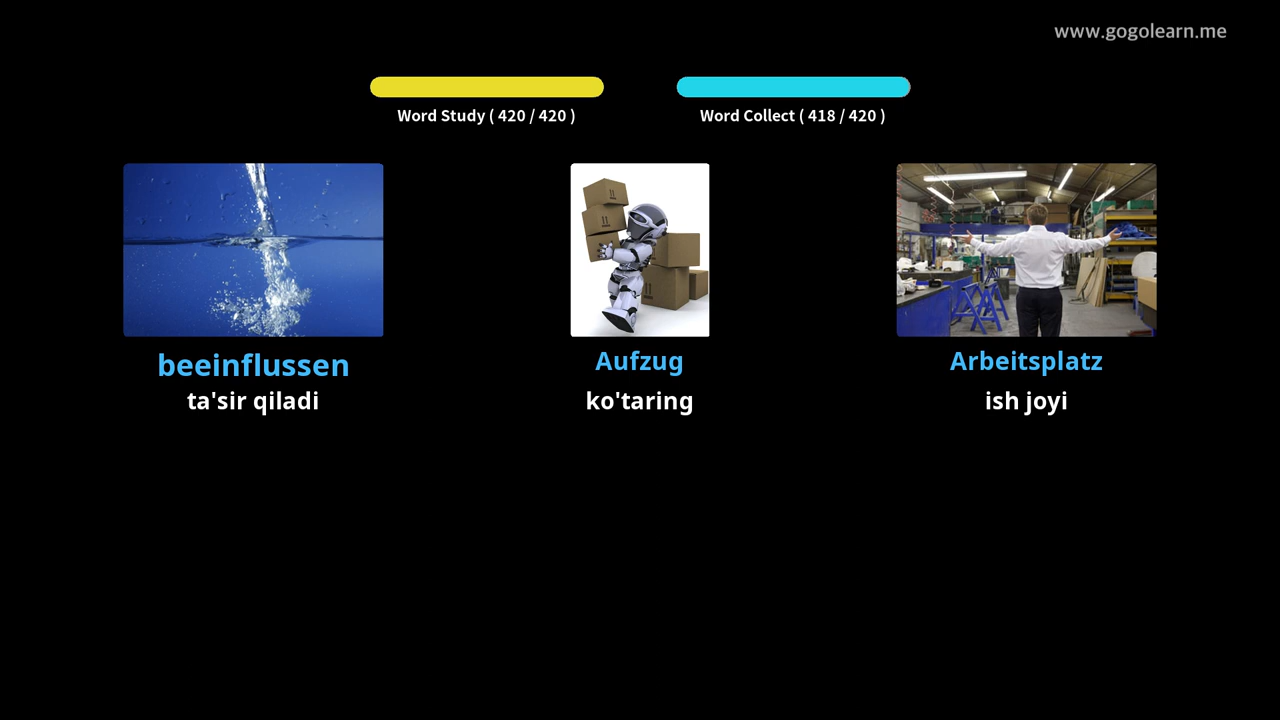 www.gogolearn.me
Word Study ( 420 / 420 )
Word Collect ( 418 / 420 )
beeinflussen
ta'sir qiladi
Aufzug
ko'taring
Arbeitsplatz
ish joyi